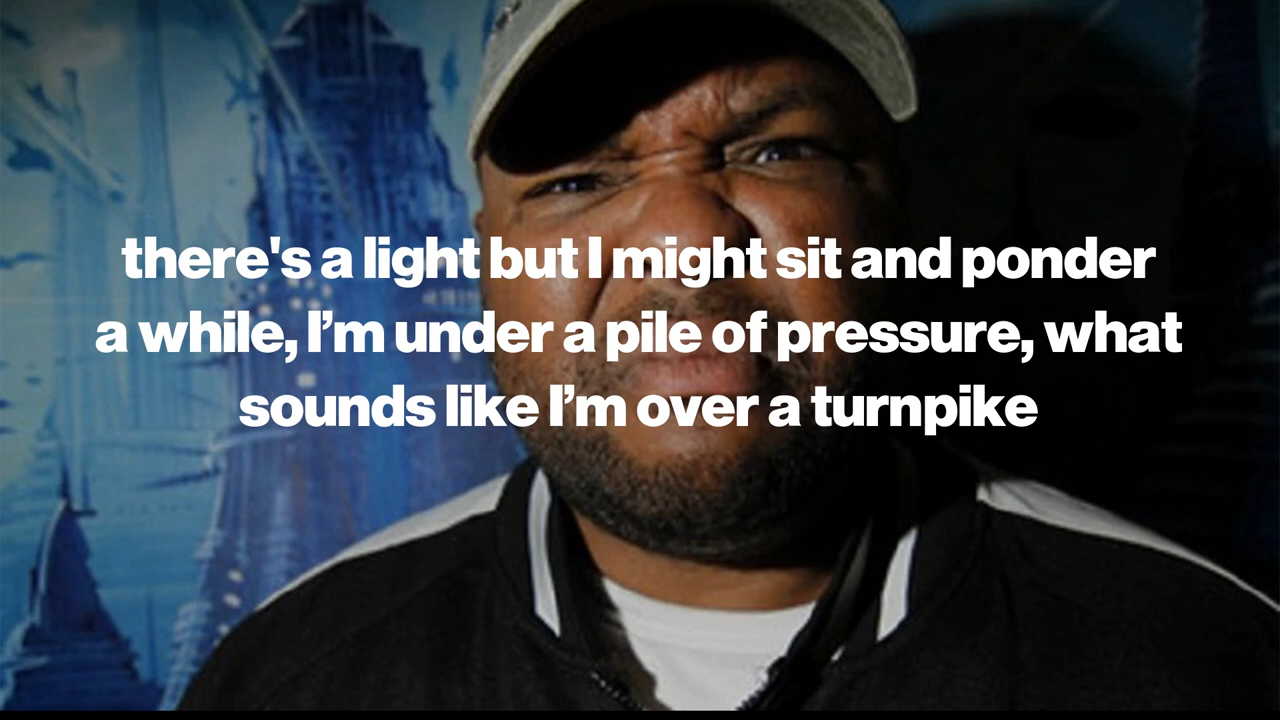 there's a light but I might sit and ponder
a while, I’m under a pile of pressure, what
sounds like I’m over a turnpike